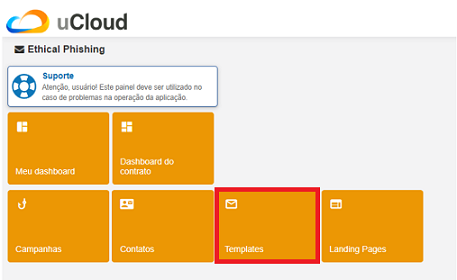 uCloud
Ethical Phishing
Suporte
Atenção, usuário! Este painel deve ser utilizado no
caso de problemas na operação da aplicação.
Meu dashboard
Dashboard do
contrato
Campanhas
Contatos
Templates
Landing Pages